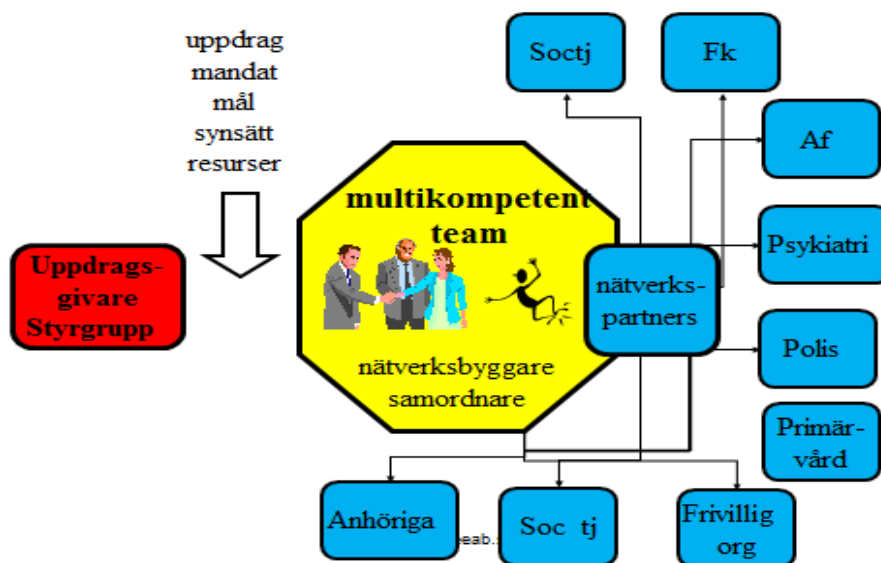 uppdrag
mandat
mål
synsätt
resurser
Soctj
Fk
Af
multikompetent
team
Uppdrags-
givare
Styrgrupp
nätverks-
partners
Psykiatri
nätverksbyggare
samordnare
Polis
Primär-
vård
Anhöriga
Soc tj
Frivillig
org
eab.